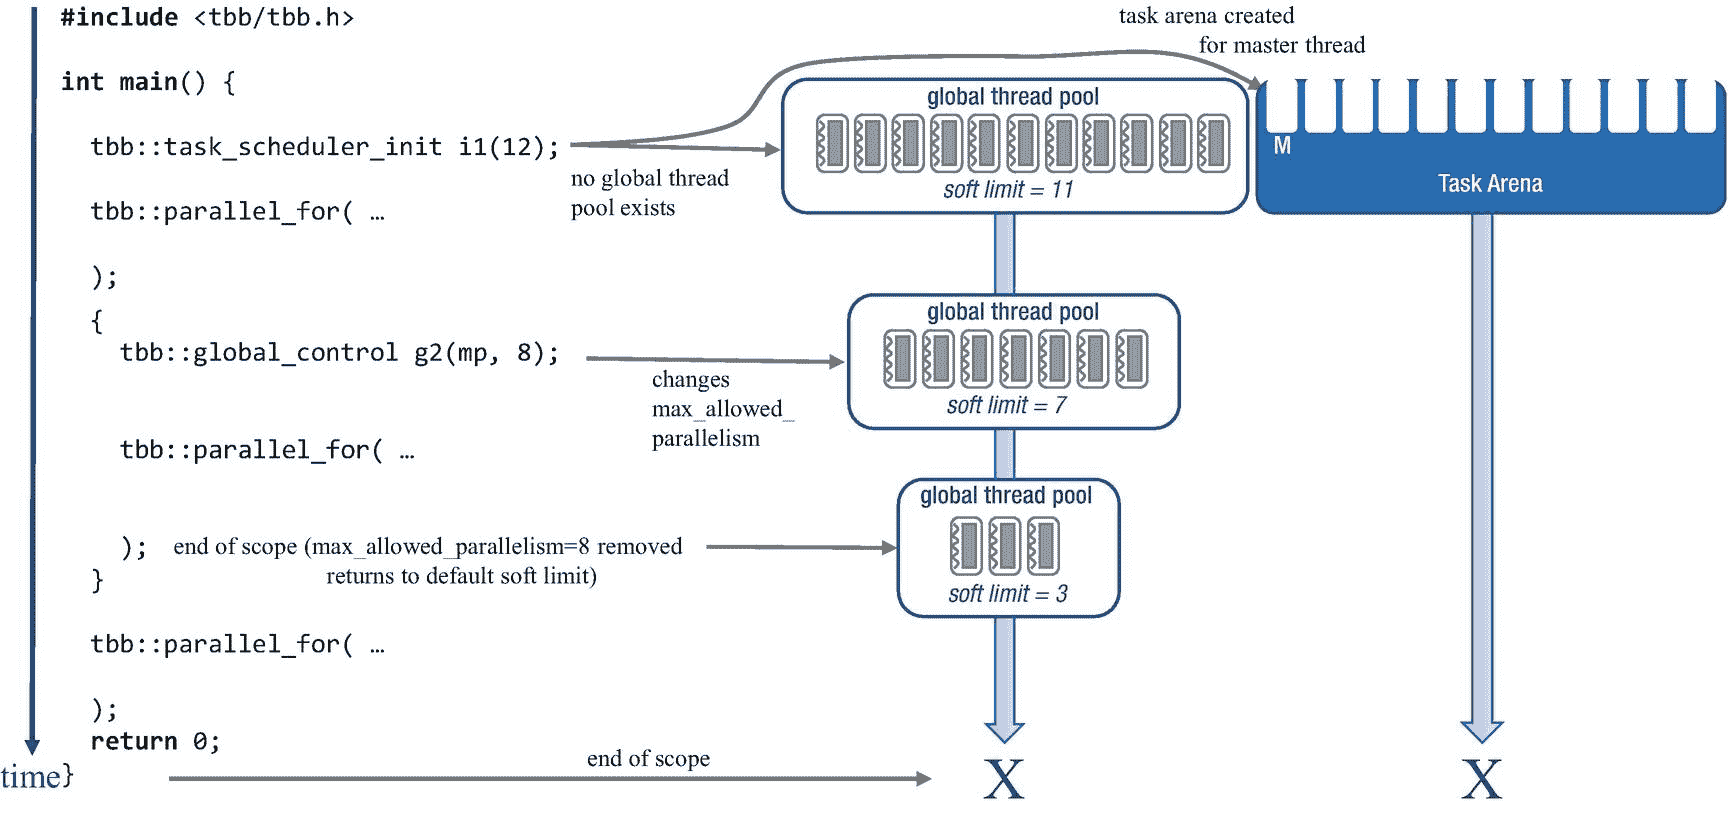 #include <tbb/tbb.h>
task arena created
for master thread
int main() {
global thread pool
tbb::task_scheduler_init i1(12);
M
no global thread
pool exists
soft limit = 11
Task Arena
tbb::parallel_for( …
);
{
global thread pool
tbb::global_control g2(mp, 8);
changes
max_allowed_
parallelism
soft limit = 7
tbb::parallel_for( …
global thread pool
); end of scope (max_allowed_parallelism=8 removed
returns to default soft limit)
}
soft limit = 3
tbb::parallel_for( …
);
return 0;
time}
end of scope
X
X